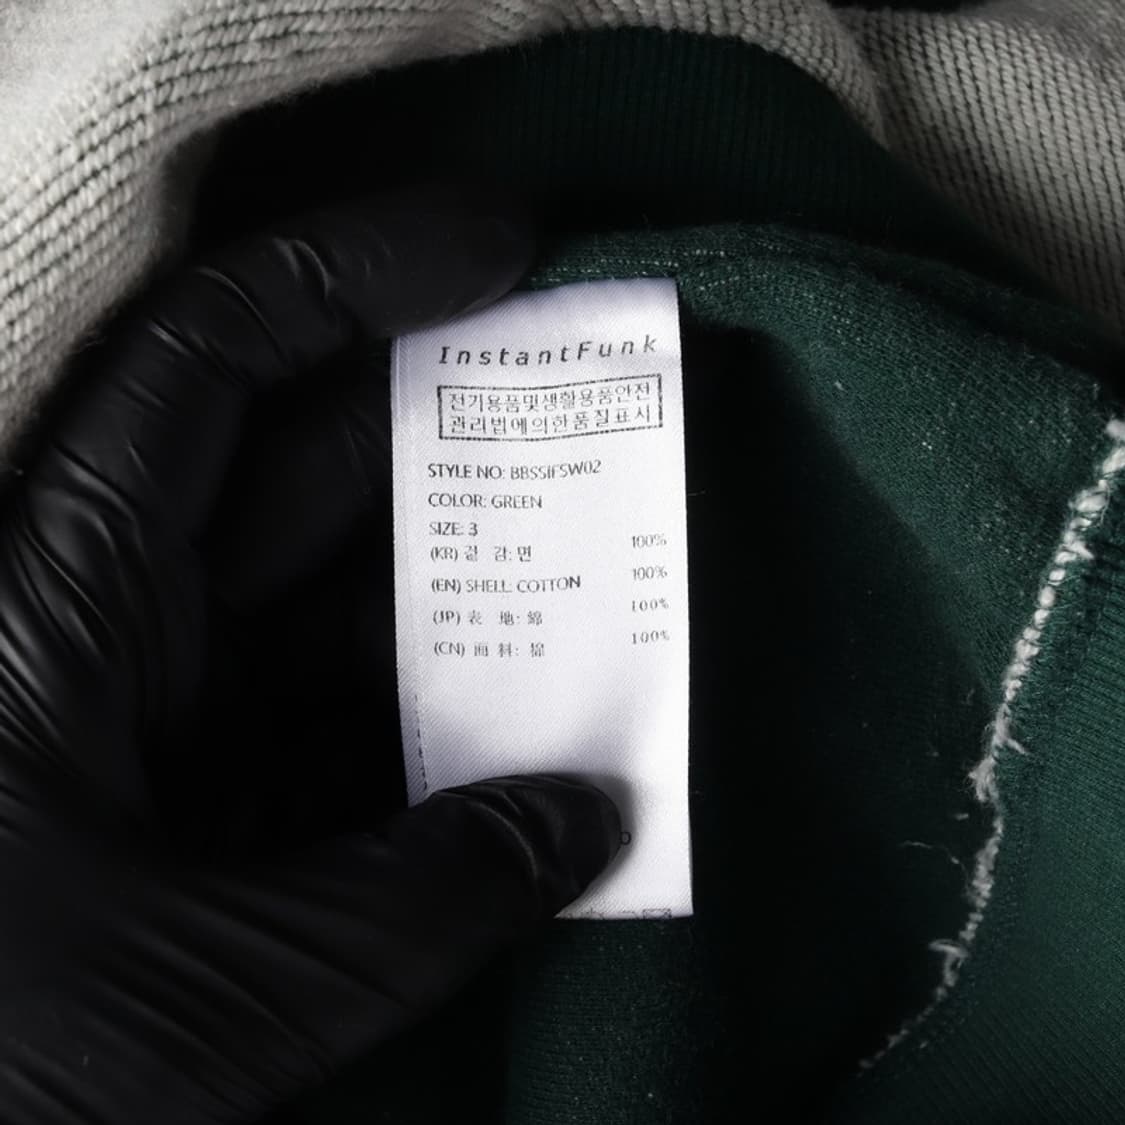 InstantFunk
전기용품및생활용품안전
관리법에의한품질표시
STYLE NO: BBSSIFSW02
COLOR: GREEN
SIZE: 3
(KR) 겉 감: 면 100%
(EN) SHELL: COTTON 100%
(JP) 表 地: 綿 100%
(CN) 面 料: 棉 100%